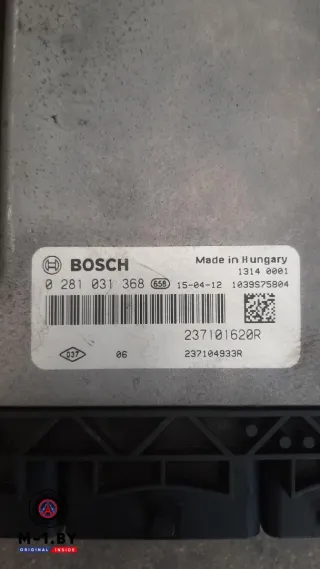 BOSCH
Made in Hungary
1314 0001
0 281 031 368 658 15-04-12 1039S75804
237101620R
037 06 237104933R
M-1.BY
ORIGINAL INSIDE